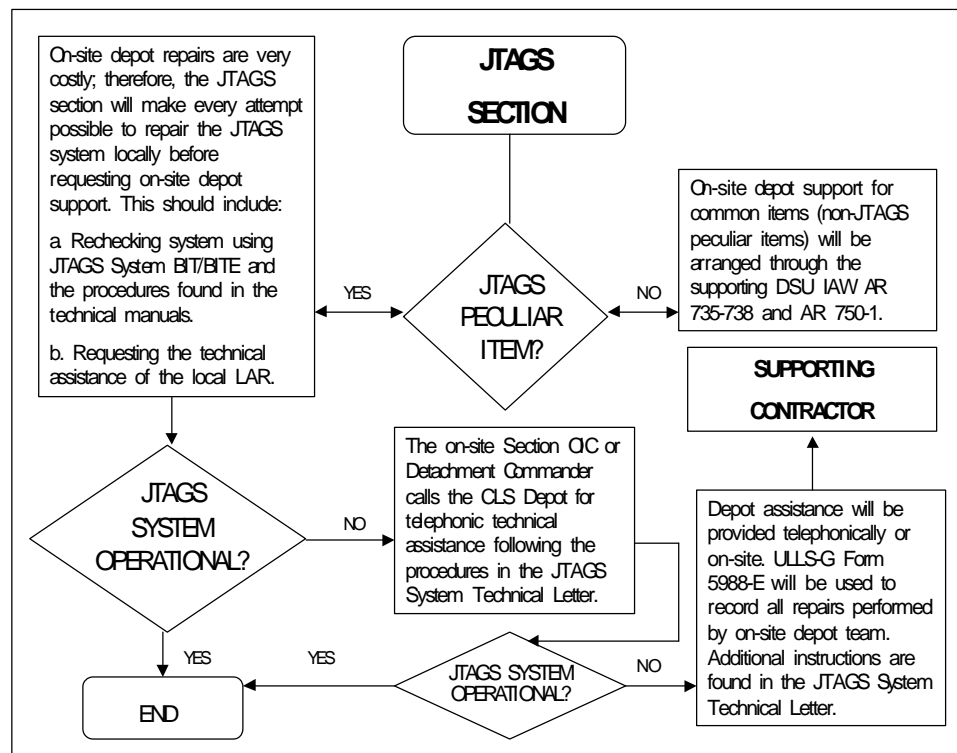 JTAGS
SECTION
On-site depot repairs are very
costly; therefore, the JTAGS
section will make every attempt
possible to repair the JTAGS
system locally before
requesting on-site depot
support. This should include:
a. Rechecking system using
JTAGS System BIT/BITE and
the procedures found in the
technical manuals.
b. Requesting the technical
assistance of the local LAR.
YES
JTAGS
PECULIAR
ITEM?
NO
On-site depot support for
common items (non-JTAGS
peculiar items) will be
arranged through the
supporting DSU IAW AR
735-738 and AR 750-1.
SUPPORTING
CONTRACTOR
JTAGS
SYSTEM
OPERATIONAL?
NO
The on-site Section OIC or
Detachment Commander
calls the CLS Depot for
telephonic technical
assistance following the
procedures in the JTAGS
System Technical Letter.
Depot assistance will be
provided telephonically or
on-site. ULLS-G Form
5988-E will be used to
record all repairs performed
by on-site depot team.
Additional instructions are
found in the JTAGS System
Technical Letter.
YES
YES
JTAGS SYSTEM
OPERATIONAL?
NO
END